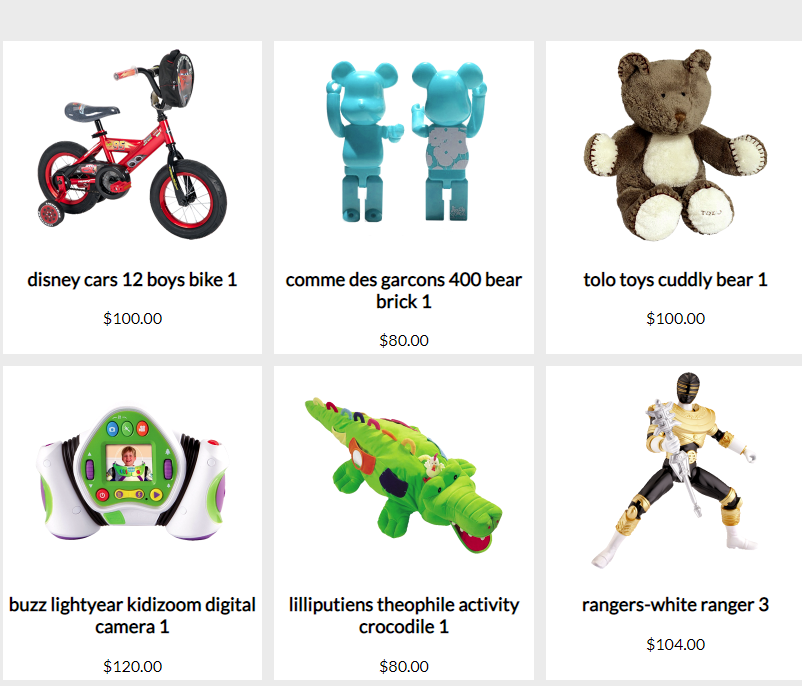 disney cars 12 boys bike 1
$100.00
comme des garcons 400 bear
brick 1
$80.00
TOLO
tolo toys cuddly bear 1
$100.00
buzz lightyear kidizoom digital
camera 1
$120.00
lilliputiens theophile activity
crocodile 1
$80.00
rangers-white ranger 3
$104.00